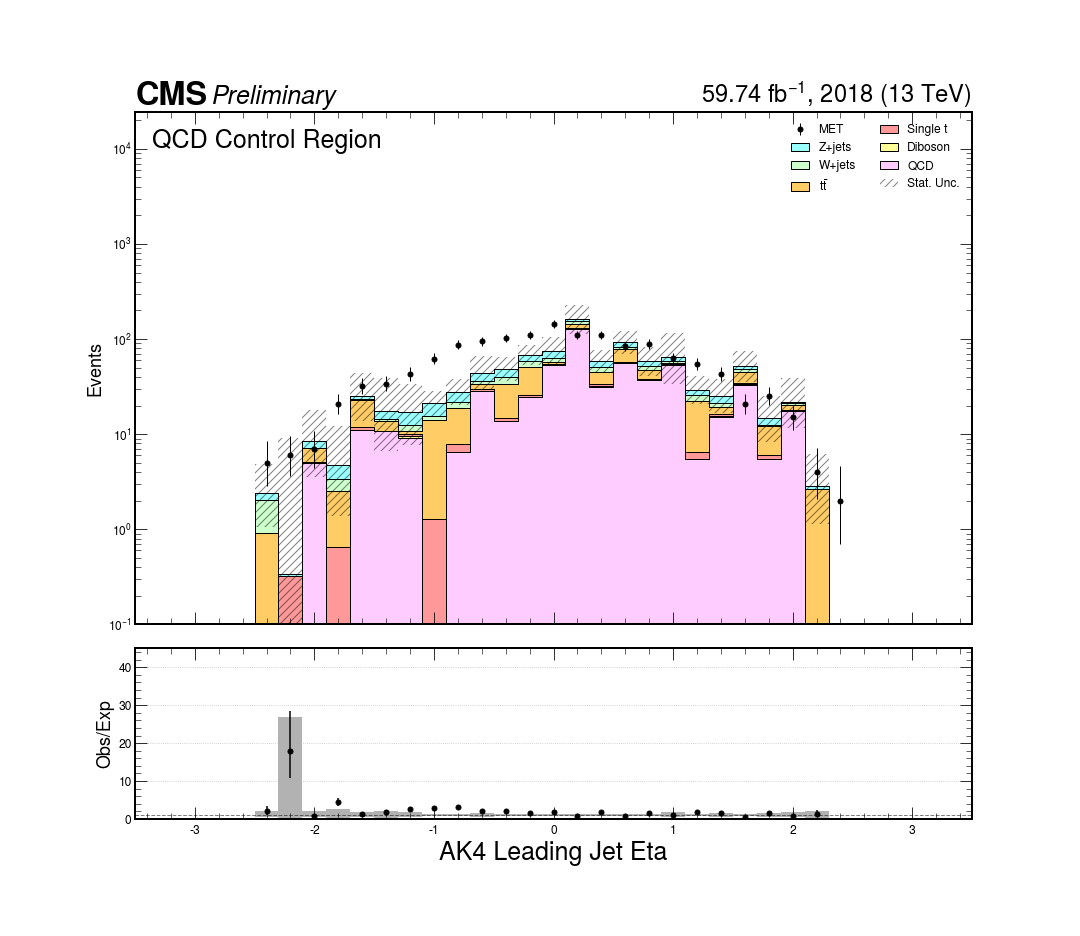 CMS Preliminary
59.74 fb⁻¹, 2018 (13 TeV)
QCD Control Region
MET
Z+jets
W+jets
tt̄
Single t
Diboson
QCD
Stat. Unc.
Events
10⁴
10³
10²
10¹
10⁰
10⁻¹
Obs/Exp
40
30
20
10
0
-3 -2 -1 0 1 2 3
AK4 Leading Jet Eta